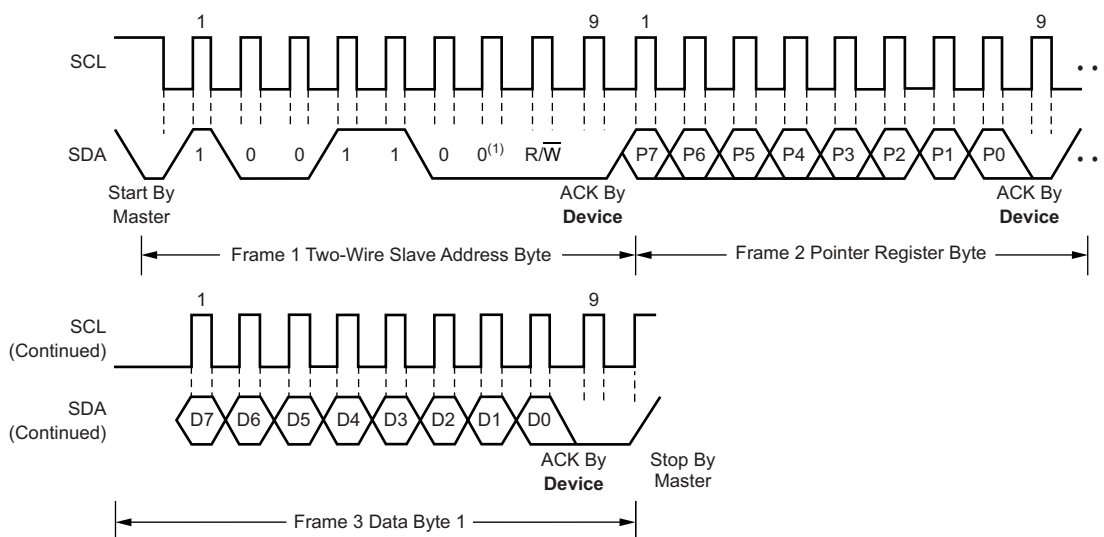 1 9 1 9
SCL
SDA 1 0 0 1 1 0 0(1) R/W̅ P7 P6 P5 P4 P3 P2 P1 P0
Start By
Master
ACK By
Device
ACK By
Device
Frame 1 Two-Wire Slave Address Byte
Frame 2 Pointer Register Byte
1 9
SCL
(Continued)
SDA
(Continued)
D7 D6 D5 D4 D3 D2 D1 D0
ACK By
Device
Stop By
Master
Frame 3 Data Byte 1